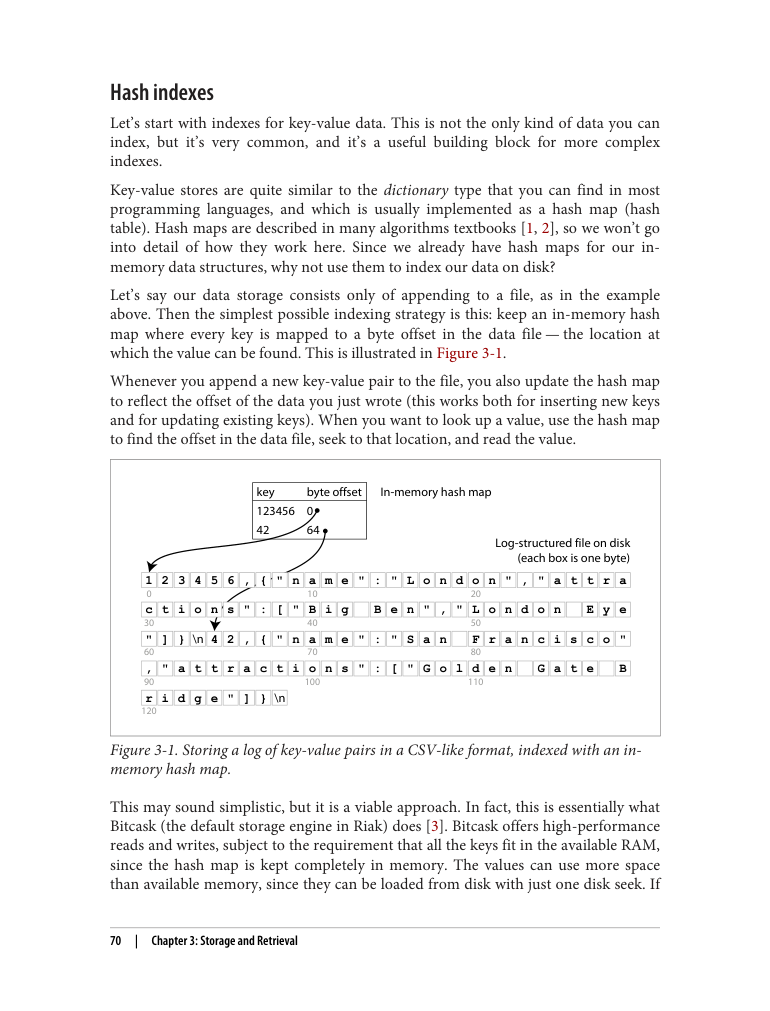 Hash indexes
Let’s start with indexes for key-value data. This is not the only kind of data you can
index, but it’s very common, and it’s a useful building block for more complex
indexes.
Key-value stores are quite similar to the dictionary type that you can find in most
programming languages, and which is usually implemented as a hash map (hash
table). Hash maps are described in many algorithms textbooks [1, 2], so we won’t go
into detail of how they work here. Since we already have hash maps for our in-
memory data structures, why not use them to index our data on disk?
Let’s say our data storage consists only of appending to a file, as in the example
above. Then the simplest possible indexing strategy is this: keep an in-memory hash
map where every key is mapped to a byte offset in the data file — the location at
which the value can be found. This is illustrated in Figure 3-1.
Whenever you append a new key-value pair to the file, you also update the hash map
to reflect the offset of the data you just wrote (this works both for inserting new keys
and for updating existing keys). When you want to look up a value, use the hash map
to find the offset in the data file, seek to that location, and read the value.
key byte offset In-memory hash map
123456 0
42 64
Log-structured file on disk
(each box is one byte)
1 2 3 4 5 6 , { " n a m e " : " L o n d o n " , " a t t r a
0 10 20
c t i o n s " : [ " B i g   B e n " , " L o n d o n   E y e
30 40 50
" ] } \n 4 2 , { " n a m e " : " S a n   F r a n c i s c o "
60 70 80
, " a t t r a c t i o n s " : [ " G o l d e n   G a t e   B
90 100 110
r i d g e " ] } \n
120
Figure 3-1. Storing a log of key-value pairs in a CSV-like format, indexed with an in-
memory hash map.
This may sound simplistic, but it is a viable approach. In fact, this is essentially what
Bitcask (the default storage engine in Riak) does [3]. Bitcask offers high-performance
reads and writes, subject to the requirement that all the keys fit in the available RAM,
since the hash map is kept completely in memory. The values can use more space
than available memory, since they can be loaded from disk with just one disk seek. If
70 | Chapter 3: Storage and Retrieval